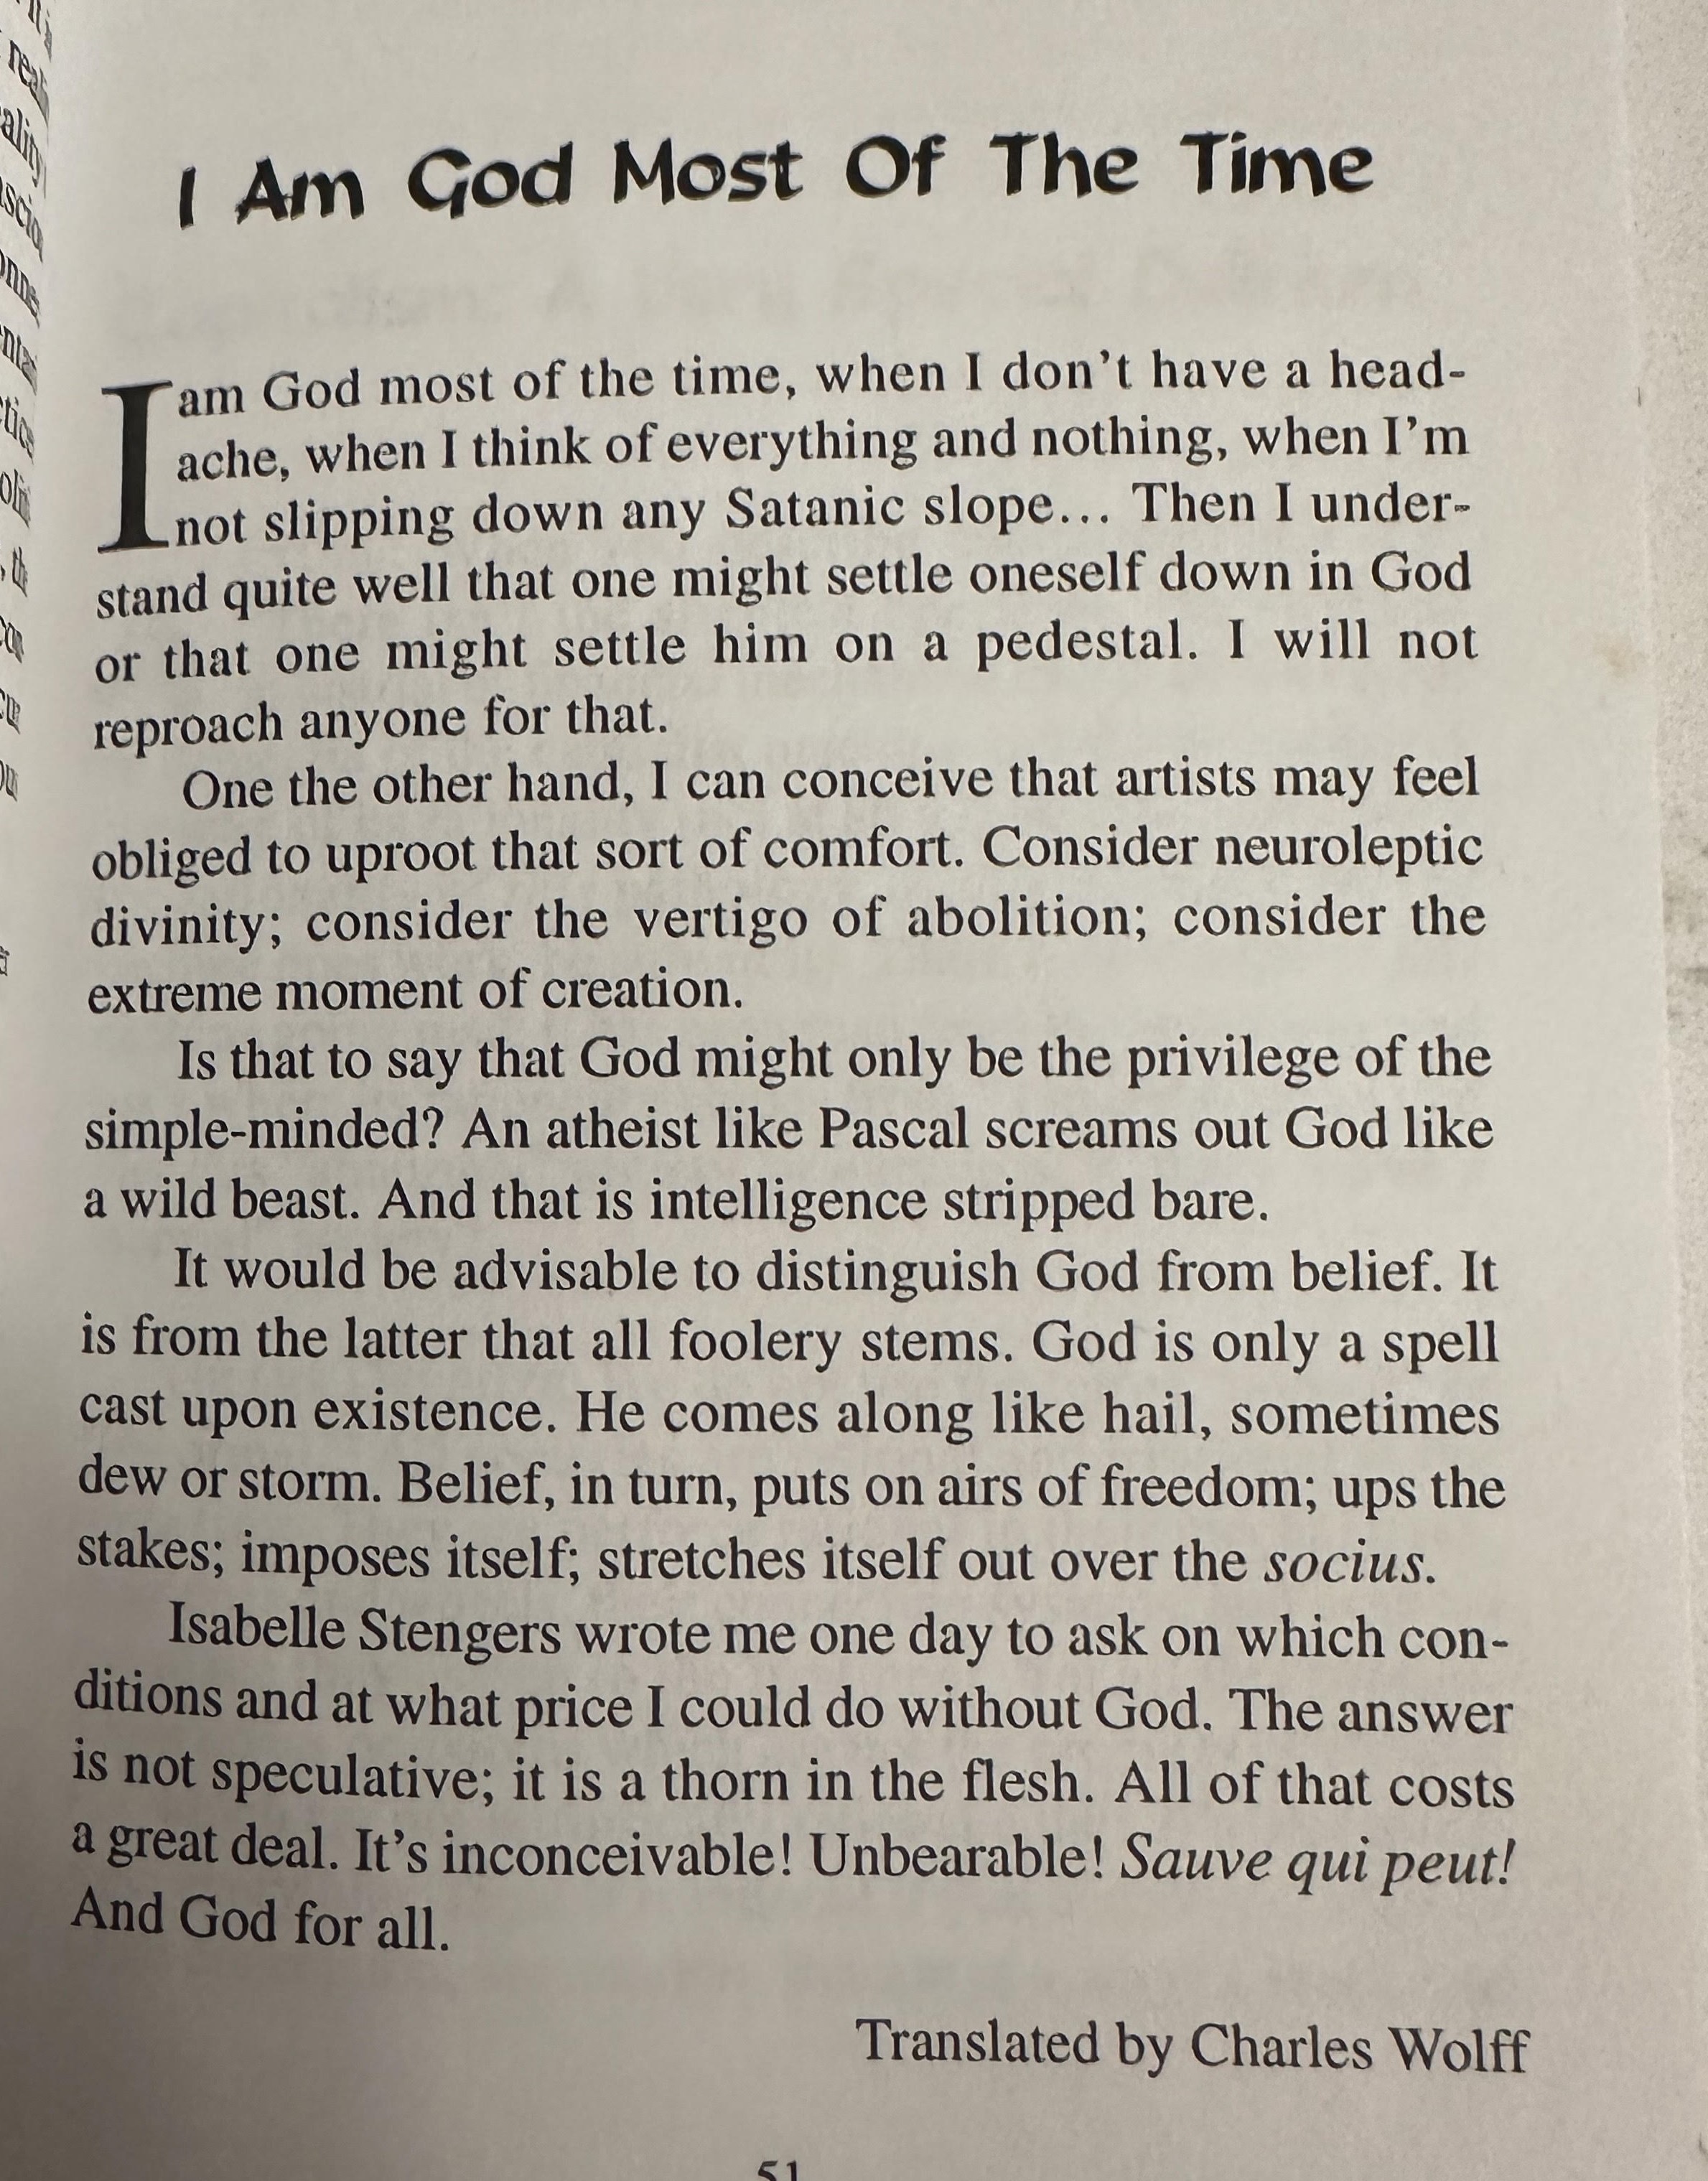 I Am God Most Of The Time
I am God most of the time, when I don't have a head-
ache, when I think of everything and nothing, when I'm
not slipping down any Satanic slope... Then I under-
stand quite well that one might settle oneself down in God
or that one might settle him on a pedestal. I will not
reproach anyone for that.
One the other hand, I can conceive that artists may feel
obliged to uproot that sort of comfort. Consider neuroleptic
divinity; consider the vertigo of abolition; consider the
extreme moment of creation.
Is that to say that God might only be the privilege of the
simple-minded? An atheist like Pascal screams out God like
a wild beast. And that is intelligence stripped bare.
It would be advisable to distinguish God from belief. It
is from the latter that all foolery stems. God is only a spell
cast upon existence. He comes along like hail, sometimes
dew or storm. Belief, in turn, puts on airs of freedom; ups the
stakes; imposes itself; stretches itself out over the socius.
Isabelle Stengers wrote me one day to ask on which con-
ditions and at what price I could do without God. The answer
is not speculative; it is a thorn in the flesh. All of that costs
a great deal. It's inconceivable! Unbearable! Sauve qui peut!
And God for all.
Translated by Charles Wolff
51